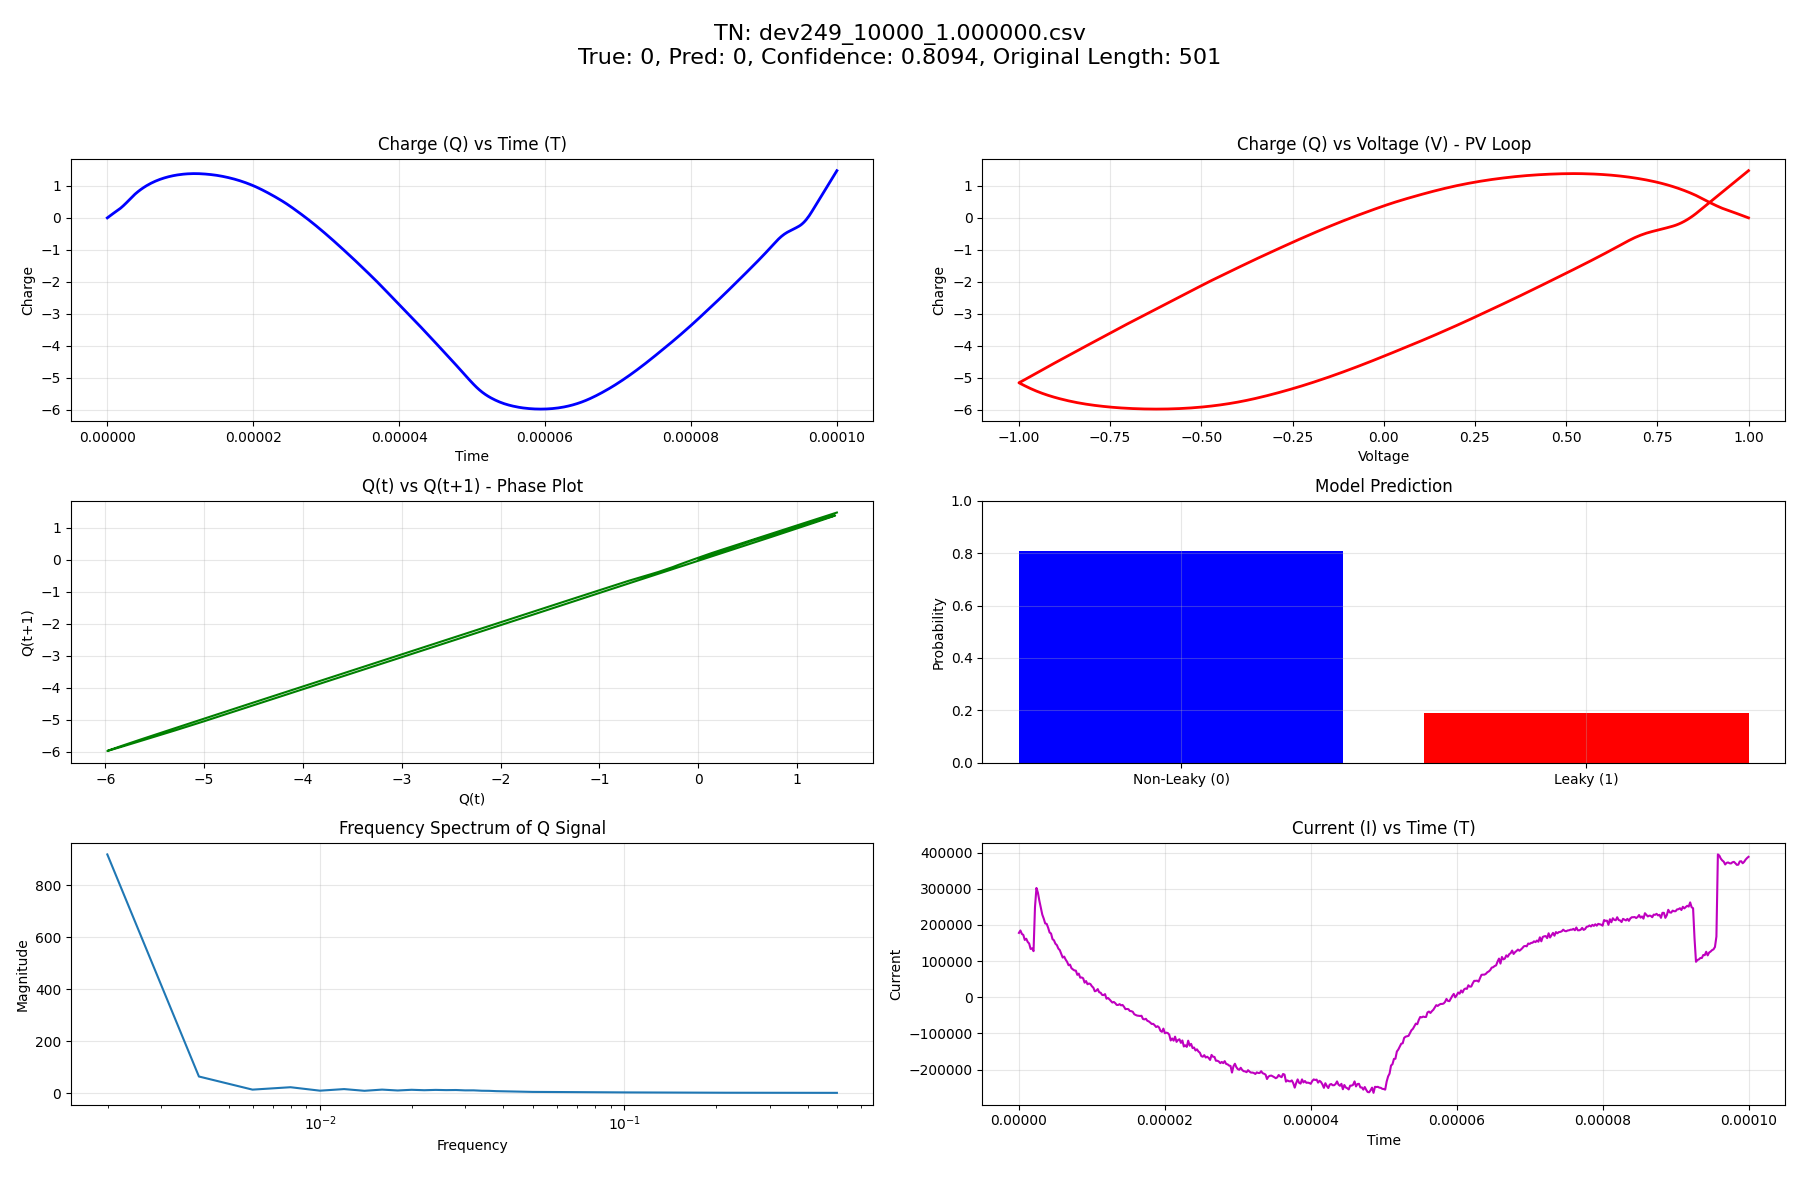 TN: dev249_10000_1.000000.csv
True: 0, Pred: 0, Confidence: 0.8094, Original Length: 501
Charge (Q) vs Time (T)
Charge
1
0
−1
−2
−3
−4
−5
−6
0.00000 0.00002 0.00004 0.00006 0.00008 0.00010
Time
Charge (Q) vs Voltage (V) - PV Loop
Charge
1
0
−1
−2
−3
−4
−5
−6
−1.00 −0.75 −0.50 −0.25 0.00 0.25 0.50 0.75 1.00
Voltage
Q(t) vs Q(t+1) - Phase Plot
Q(t+1)
1
0
−1
−2
−3
−4
−5
−6
−6 −5 −4 −3 −2 −1 0 1
Q(t)
Model Prediction
Probability
1.0
0.8
0.6
0.4
0.2
0.0
Non-Leaky (0) Leaky (1)
Frequency Spectrum of Q Signal
Magnitude
800
600
400
200
0
10⁻² 10⁻¹
Frequency
Current (I) vs Time (T)
Current
400000
300000
200000
100000
0
−100000
−200000
0.00000 0.00002 0.00004 0.00006 0.00008 0.00010
Time